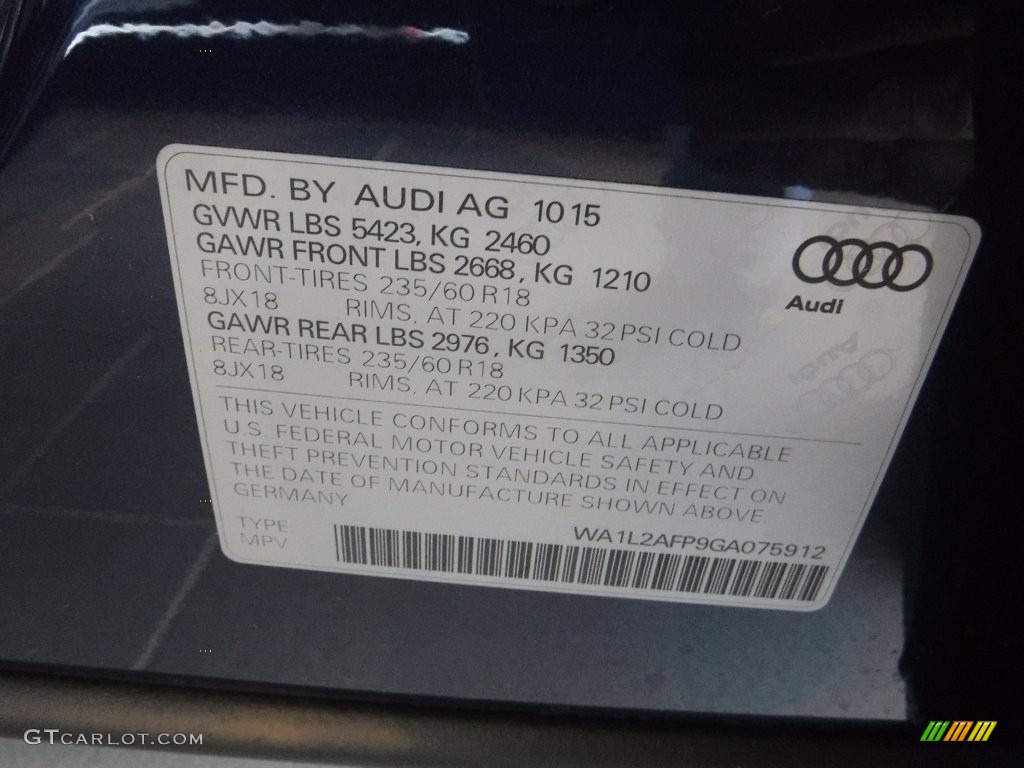 MFD. BY AUDI AG 1015
GVWR LBS 5423, KG 2460
GAWR FRONT LBS 2668, KG 1210
FRONT-TIRES 235/60 R18
8JX18 RIMS, AT 220 KPA 32 PSI COLD
GAWR REAR LBS 2976, KG 1350
REAR-TIRES 235/60 R18
8JX18 RIMS, AT 220 KPA 32 PSI COLD
Audi
Audi
THIS VEHICLE CONFORMS TO ALL APPLICABLE
U.S. FEDERAL MOTOR VEHICLE SAFETY AND
THEFT PREVENTION STANDARDS IN EFFECT ON
THE DATE OF MANUFACTURE SHOWN ABOVE.
GERMANY
TYPE
MPV
WA1L2AFP9GA075912
GTCARLOT.COM